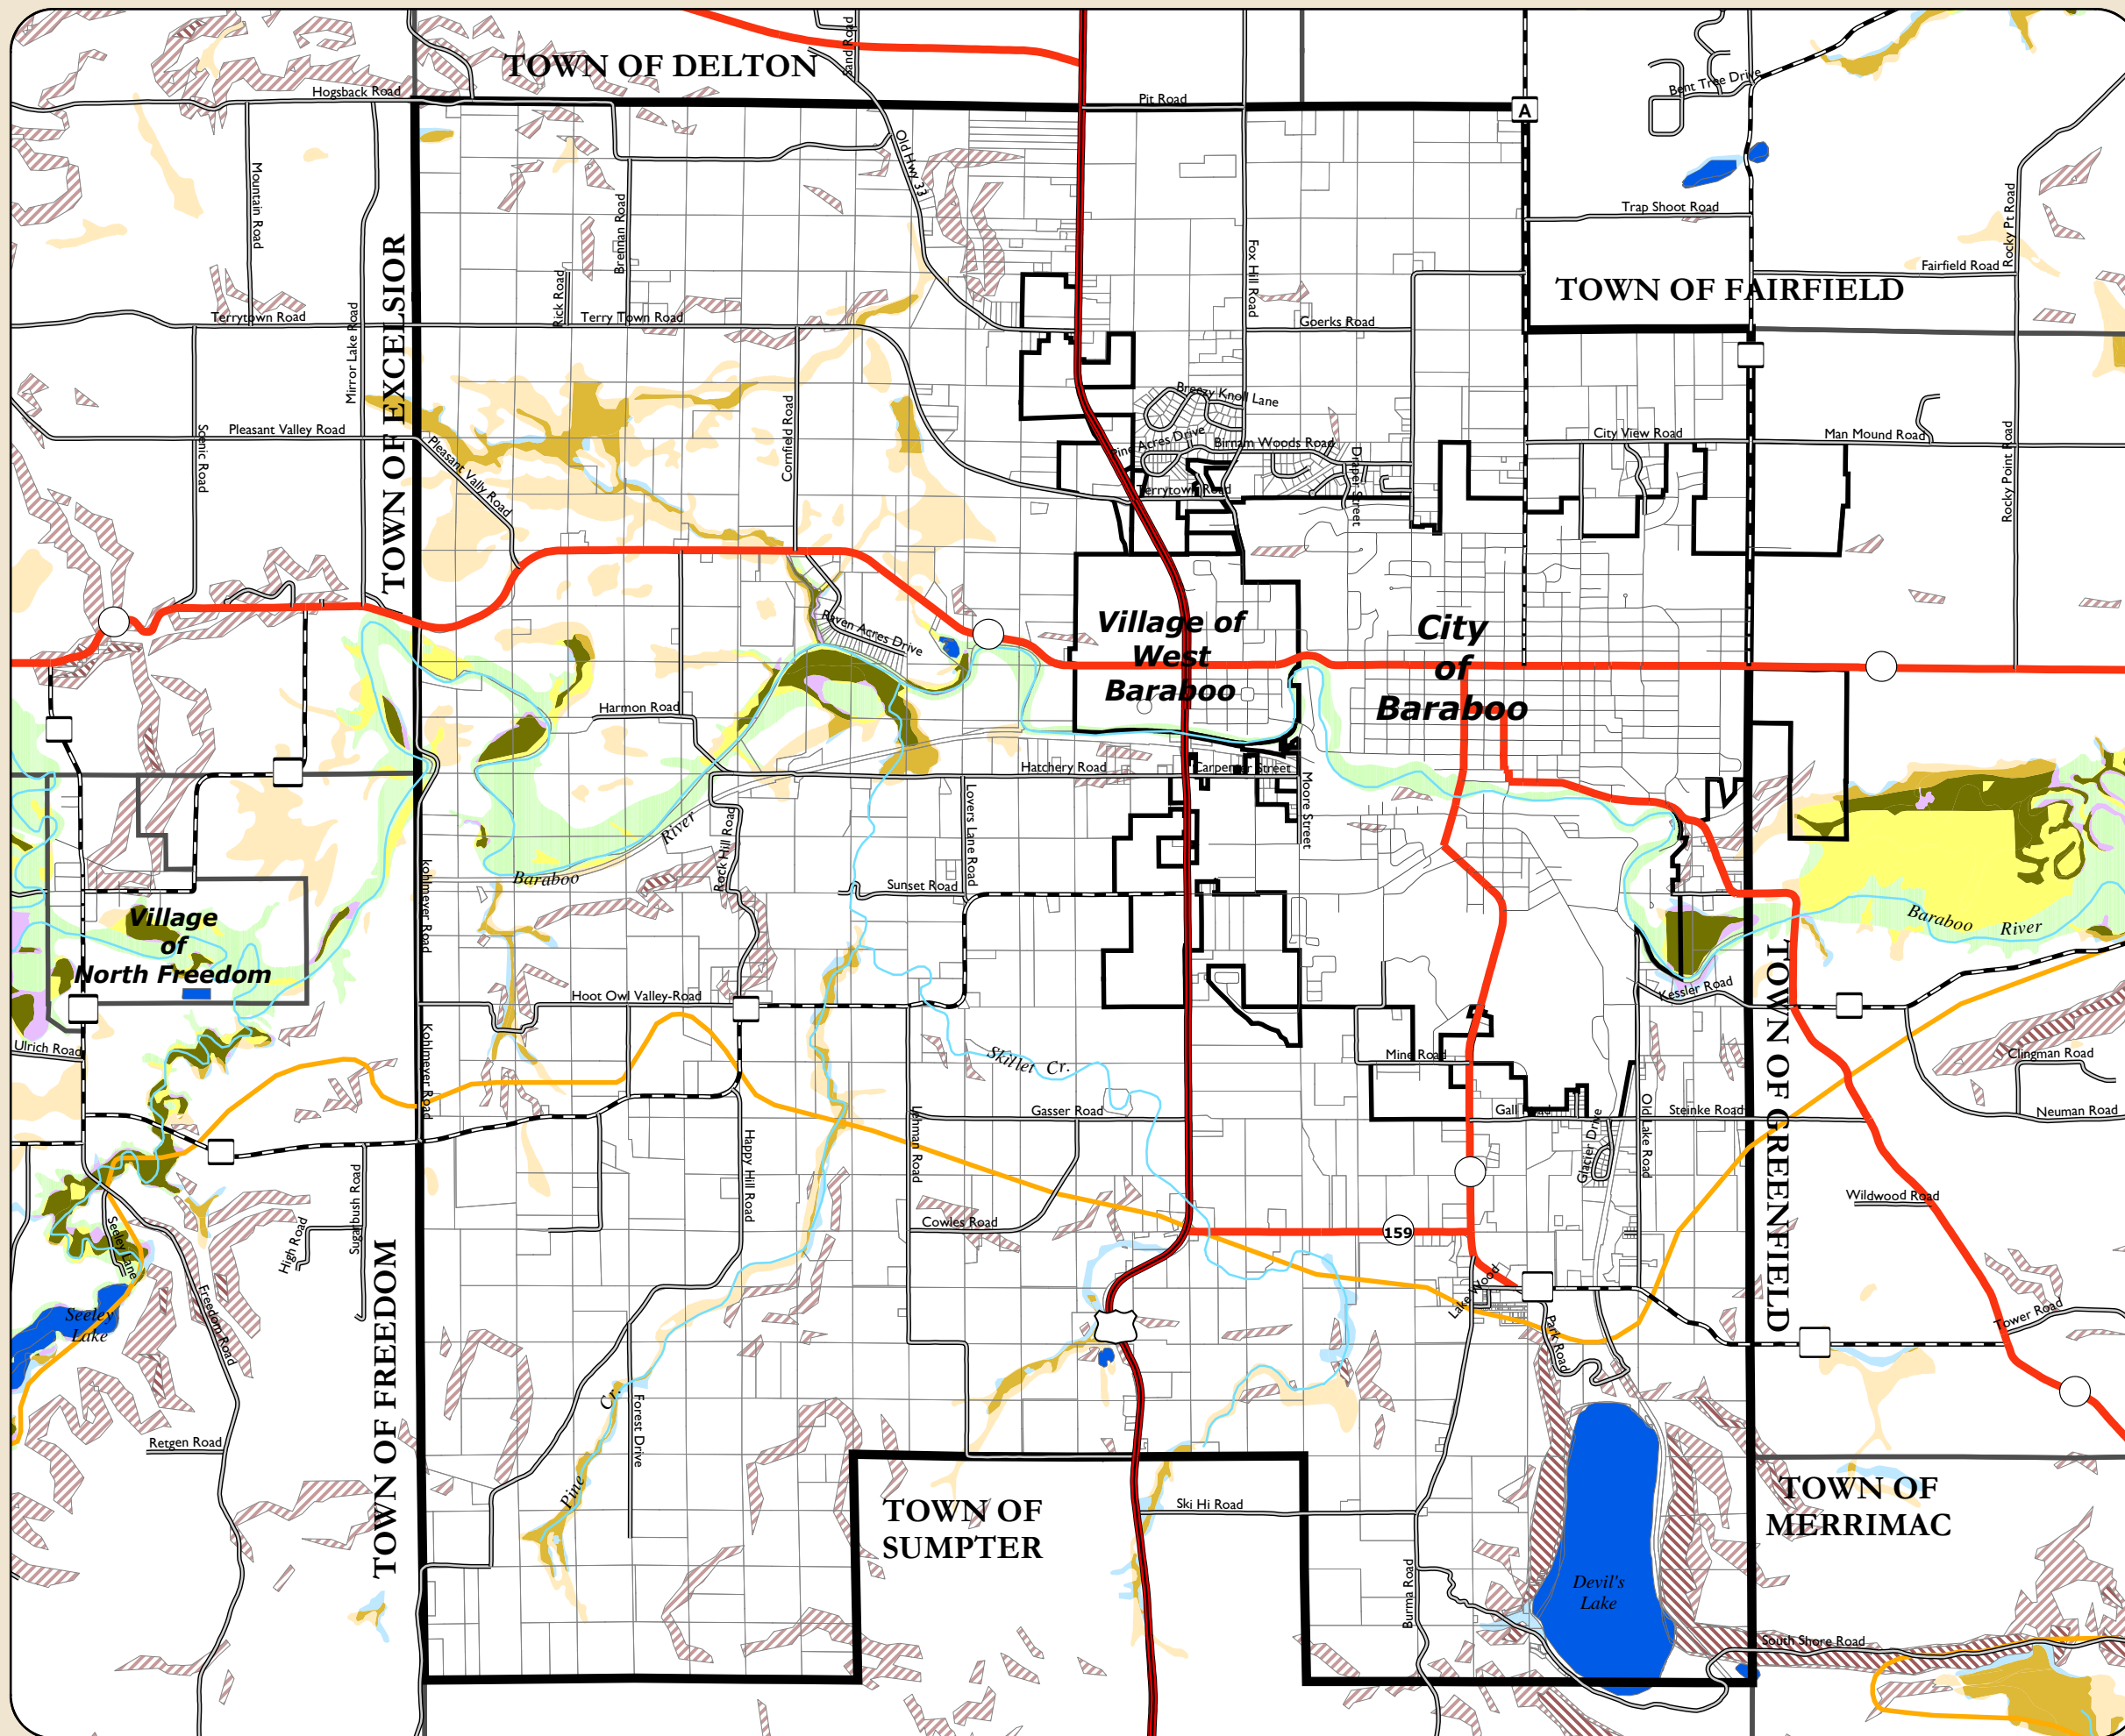 Sand Road
TOWN OF DELTON
Hogsback Road
Pit Road
A
Bent Tree Drive
Old Hwy 33
Mountain Road
Brennan Road
Trap Shoot Road
Rocky Pt Road
Fox Hill Road
Fairfield Road
TOWN OF FAIRFIELD
TOWN OF EXCELSIOR
Rick Road
Mirror Lake Road
Terrytown Road
Terry Town Road
Goerks Road
Breezy Knoll Lane
Cornfield Road
Scenic Road
Pleasant Valley Road
Pleasant Vally Road
Pine Acres Drive
Birnam Woods Road
Draper Street
City View Road
Man Mound Road
Rocky Point Road
Terrytown Road
Raven Acres Drive
Village of
West
Baraboo
City
of
Baraboo
Harmon Road
Hatchery Road
Carpenter Street
Moore Street
Lovers Lane Road
Rock Hill Road
River
Baraboo
Kohlmeyer Road
Sunset Road
Village
of
North Freedom
Baraboo
River
TOWN OF GREENFIELD
Kessler Road
Hoot Owl Valley-Road
Kohlmeyer Road
Ulrich Road
Skillet Cr.
Mine Road
Clingman Road
Gasser Road
Lehman Road
Gall Road
Glacier Drive
Old Lake Road
Steinke Road
Neuman Road
Happy Hill Road
Sugarbush Road
High Road
Seeley Lane
Freedom Road
Cowles Road
159
Wildwood Road
Lake Wood
Park Road
Tower Road
Seeley
Lake
TOWN OF FREEDOM
Cr.
Pine
Forest Drive
Retgen Road
TOWN OF
SUMPTER
Ski Hi Road
TOWN OF
MERRIMAC
Burma Road
Devil's
Lake
South Shore Road